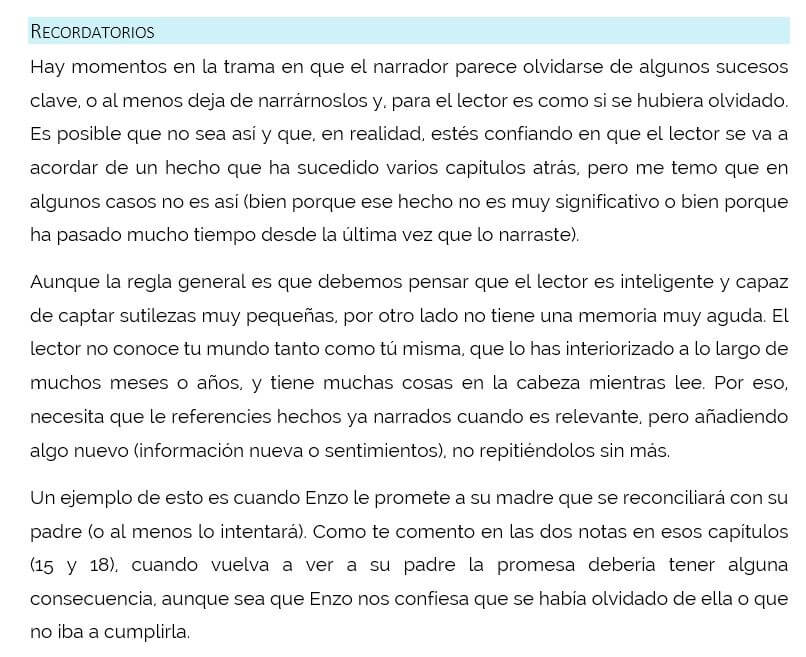 RECORDATORIOS
Hay momentos en la trama en que el narrador parece olvidarse de algunos sucesos
clave, o al menos deja de narrárnoslos y, para el lector es como si se hubiera olvidado.
Es posible que no sea así y que, en realidad, estés confiando en que el lector se va a
acordar de un hecho que ha sucedido varios capítulos atrás, pero me temo que en
algunos casos no es así (bien porque ese hecho no es muy significativo o bien porque
ha pasado mucho tiempo desde la última vez que lo narraste).
Aunque la regla general es que debemos pensar que el lector es inteligente y capaz
de captar sutilezas muy pequeñas, por otro lado no tiene una memoria muy aguda. El
lector no conoce tu mundo tanto como tú misma, que lo has interiorizado a lo largo de
muchos meses o años, y tiene muchas cosas en la cabeza mientras lee. Por eso,
necesita que le referencies hechos ya narrados cuando es relevante, pero añadiendo
algo nuevo (información nueva o sentimientos), no repitiéndolos sin más.
Un ejemplo de esto es cuando Enzo le promete a su madre que se reconciliará con su
padre (o al menos lo intentará). Como te comento en las dos notas en esos capítulos
(15 y 18), cuando vuelva a ver a su padre la promesa debería tener alguna
consecuencia, aunque sea que Enzo nos confiesa que se había olvidado de ella o que
no iba a cumplirla.